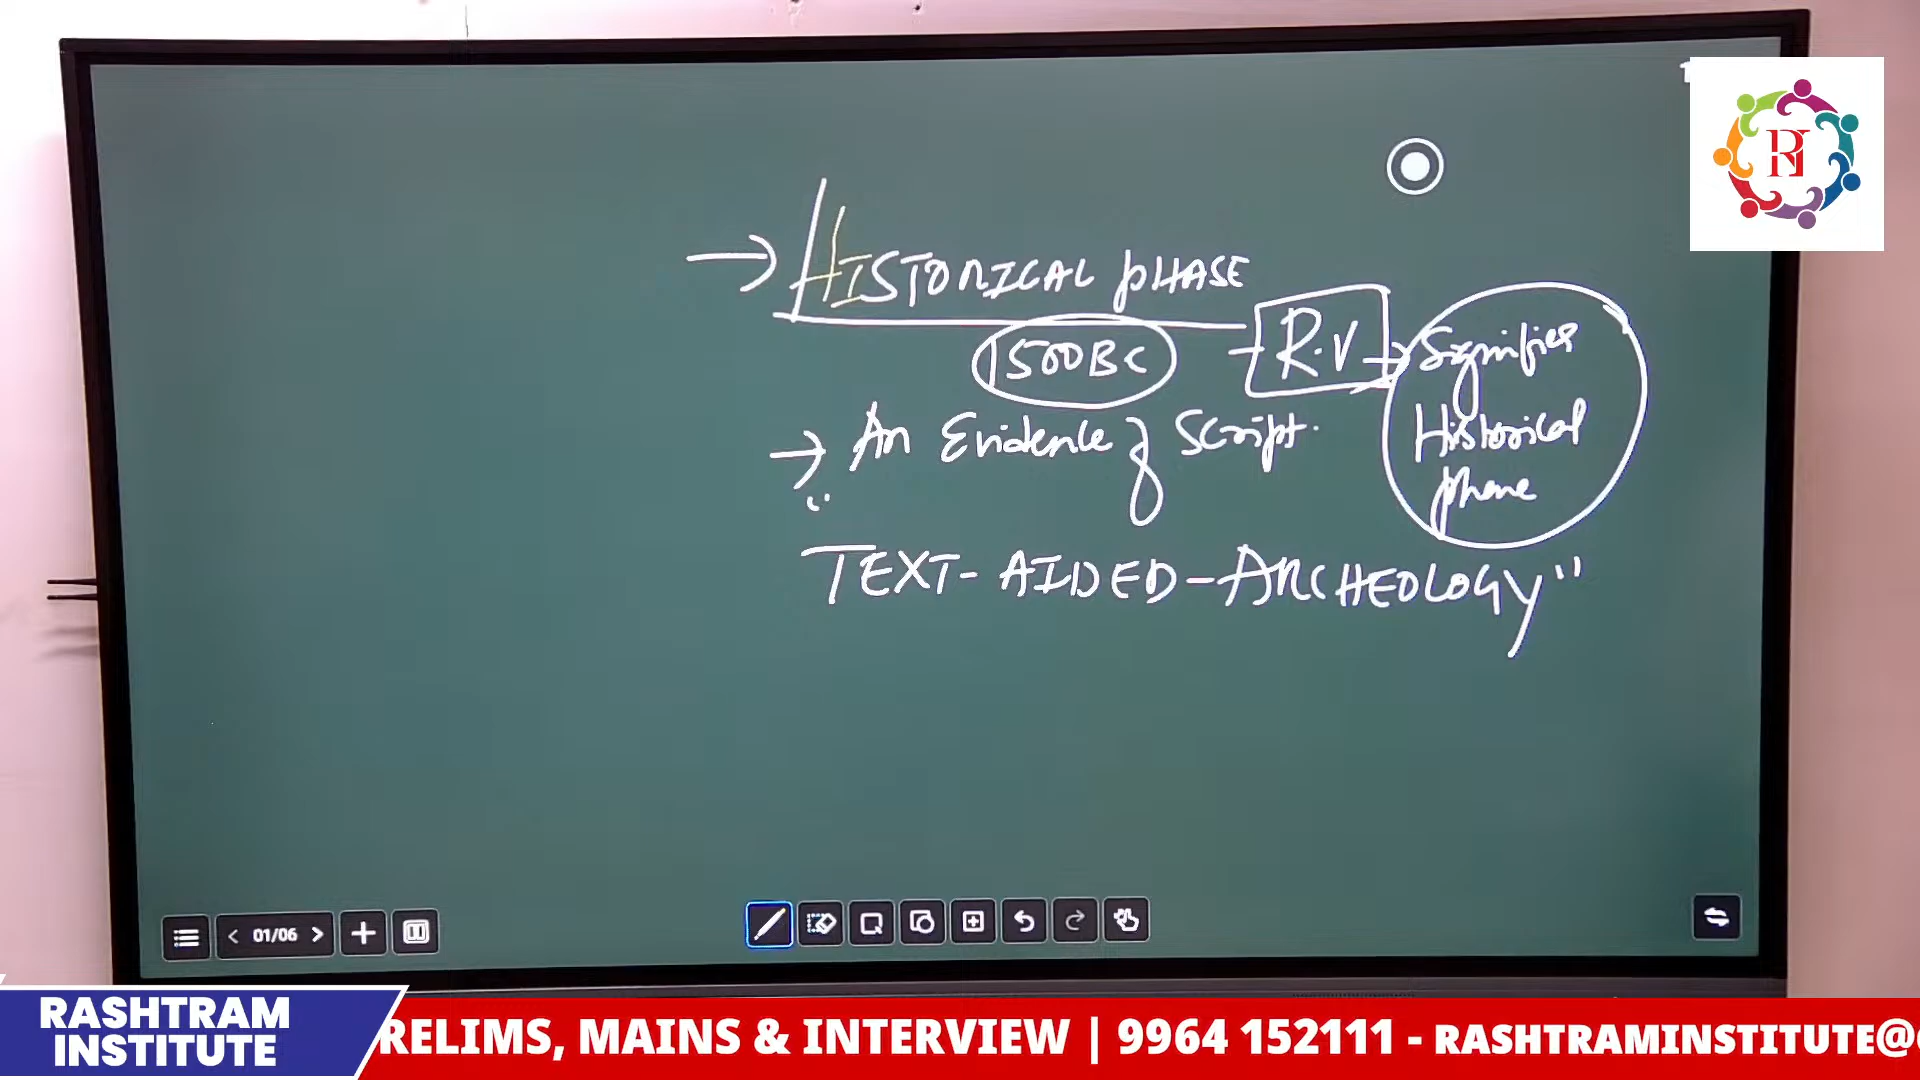 → HISTORICAL PHASE
1500BC - R.V → Signifies
Historical
phase
→ An Evidence of Script.
"TEXT-AIDED-ARCHEOLOGY"
RI
01/06
RASHTRAM
INSTITUTE
RELIMS, MAINS & INTERVIEW | 9964 152111 - RASHTRAMINSTITUTE@